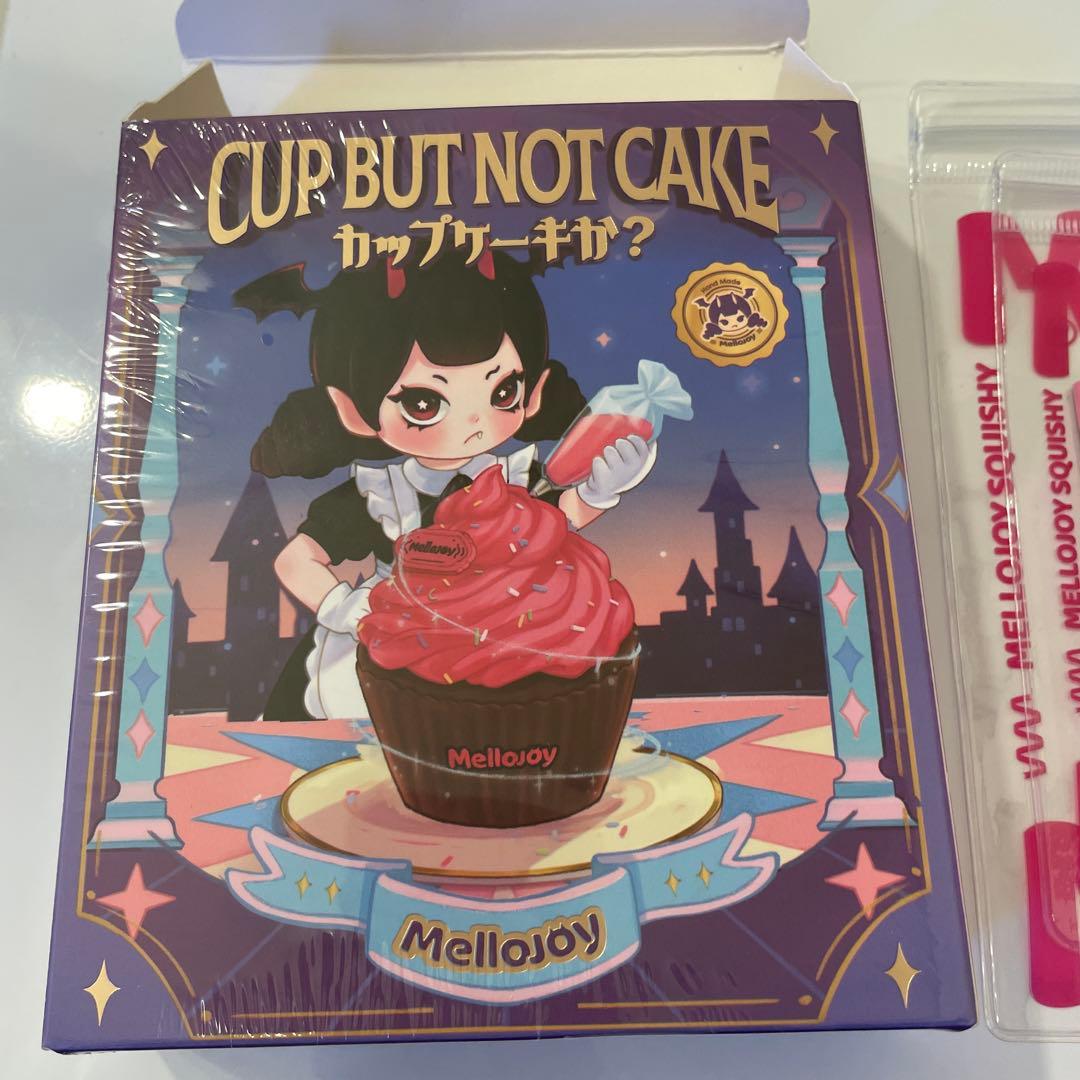 CUP BUT NOT CAKE
カップケーキか?
Hand Made
Mellojoy
Mellojoy
Mellojoy
Mellojoy
MELLOJOY SQUISHY
MELLOJOY SQUISHY